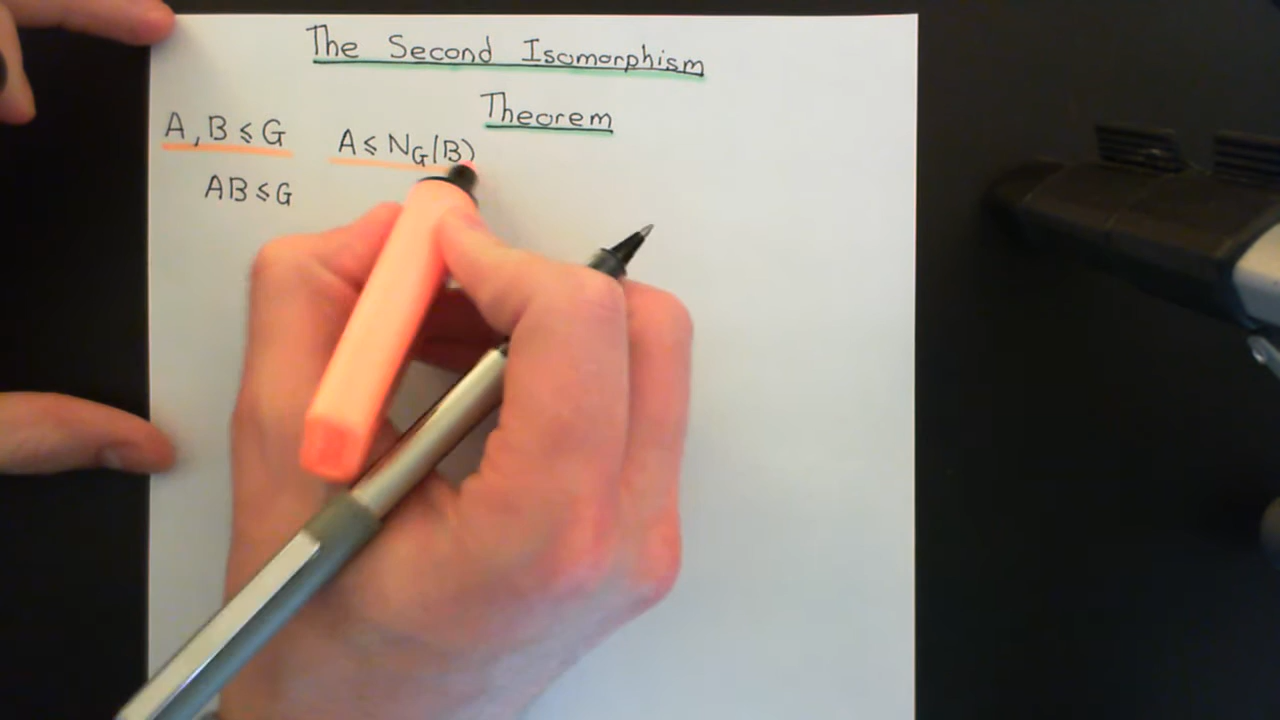 The Second Isomorphism
Theorem
A, B ≤ G A ≤ N_G(B)
AB ≤ G